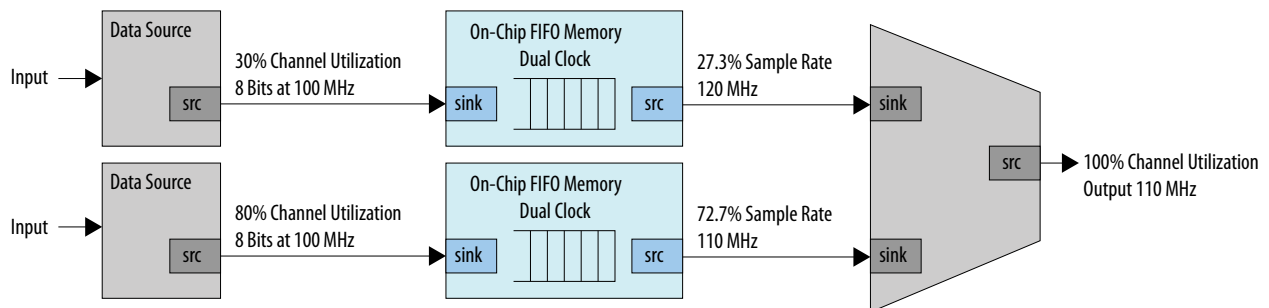 Data Source
Input
src
30% Channel Utilization
8 Bits at 100 MHz
On-Chip FIFO Memory
Dual Clock
sink
src
27.3% Sample Rate
120 MHz
sink
Data Source
Input
src
80% Channel Utilization
8 Bits at 100 MHz
On-Chip FIFO Memory
Dual Clock
sink
src
72.7% Sample Rate
110 MHz
sink
src
100% Channel Utilization
Output 110 MHz